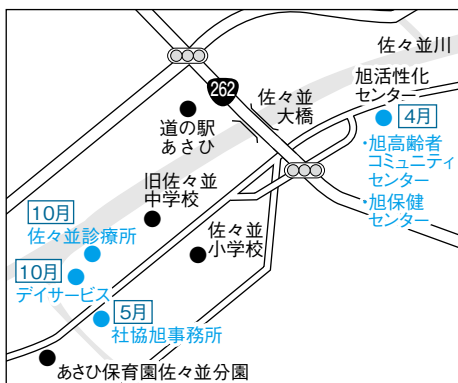 佐々並川
旭活性化
センター
4月
・旭高齢者
コミュニティ
センター
・旭保健
センター
262
佐々並
大橋
道の駅
あさひ
旧佐々並
中学校
10月
佐々並診療所
佐々並
小学校
10月
デイサービス
5月
社協旭事務所
あさひ保育園佐々並分園